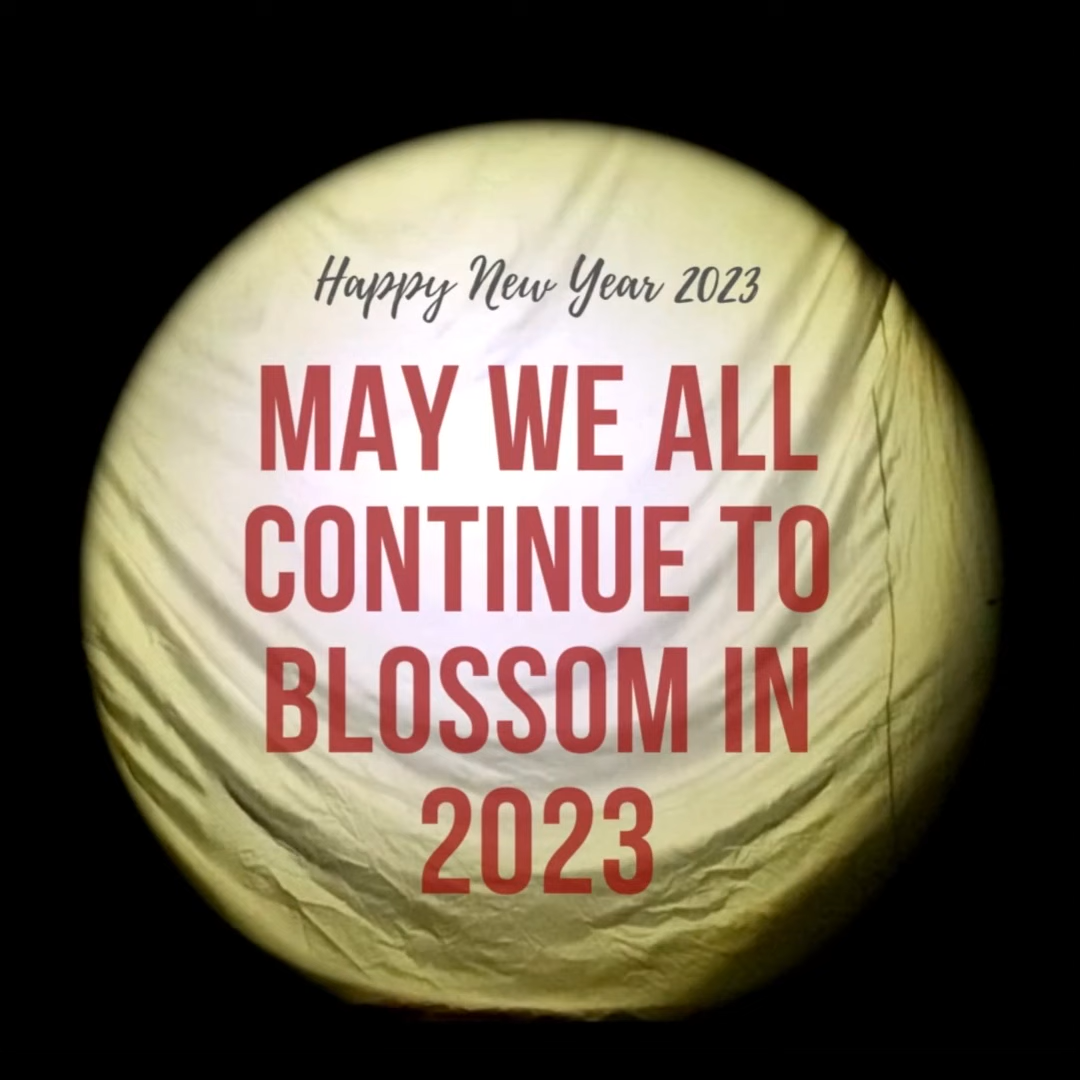 Happy New Year 2023
MAY WE ALL
CONTINUE TO
BLOSSOM IN
2023